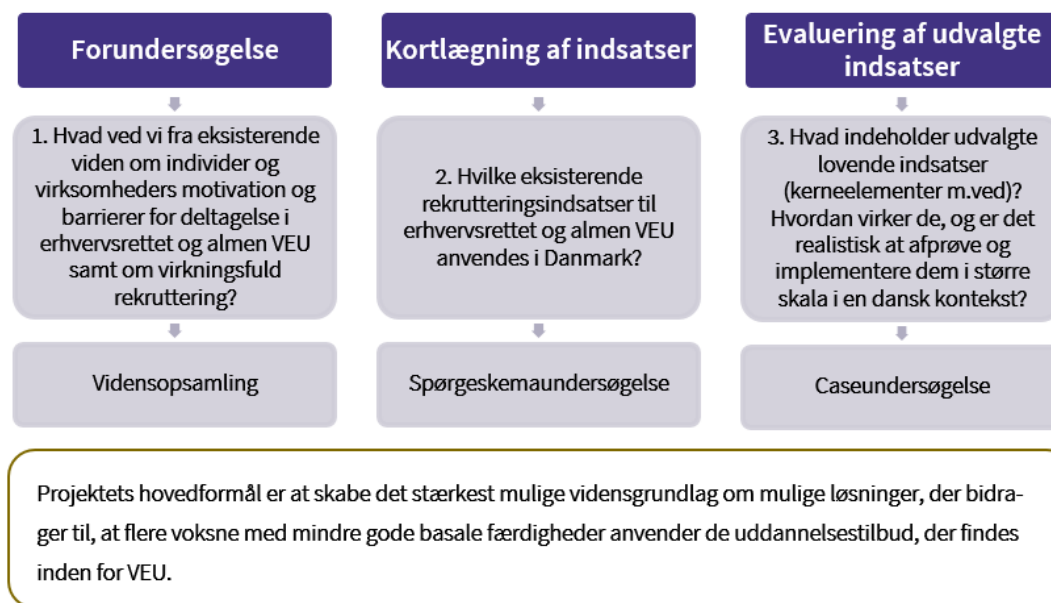 Forundersøgelse
1. Hvad ved vi fra eksisterende
viden om individer og
virksomheders motivation og
barrierer for deltagelse i
erhvervsrettet og almen VEU
samt om virkningsfuld
rekruttering?
Vidensopsamling
Kortlægning af indsatser
2. Hvilke eksisterende
rekrutteringsindsatser til
erhvervsrettet og almen VEU
anvendes i Danmark?
Spørgeskemaundersøgelse
Evaluering af udvalgte
indsatser
3. Hvad indeholder udvalgte
lovende indsatser
(kerneelementer m.ved)?
Hvordan virker de, og er det
realistisk at afprøve og
implementere dem i større
skala i en dansk kontekst?
Caseundersøgelse
Projektets hovedformål er at skabe det stærkest mulige vidensgrundlag om mulige løsninger, der bidra-
ger til, at flere voksne med mindre gode basale færdigheder anvender de uddannelsestilbud, der findes
inden for VEU.